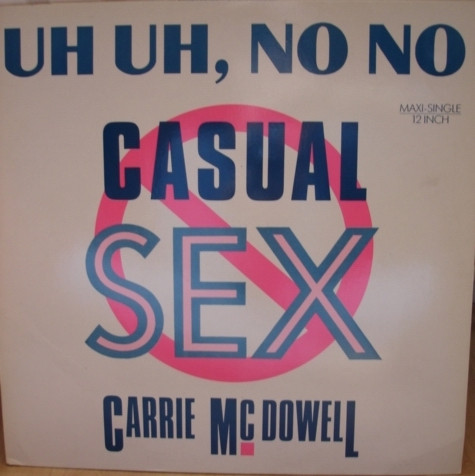 UH UH, NO NO
MAXI-SINGLE
12 INCH
CASUAL
SEX
CARRIE McDOWELL